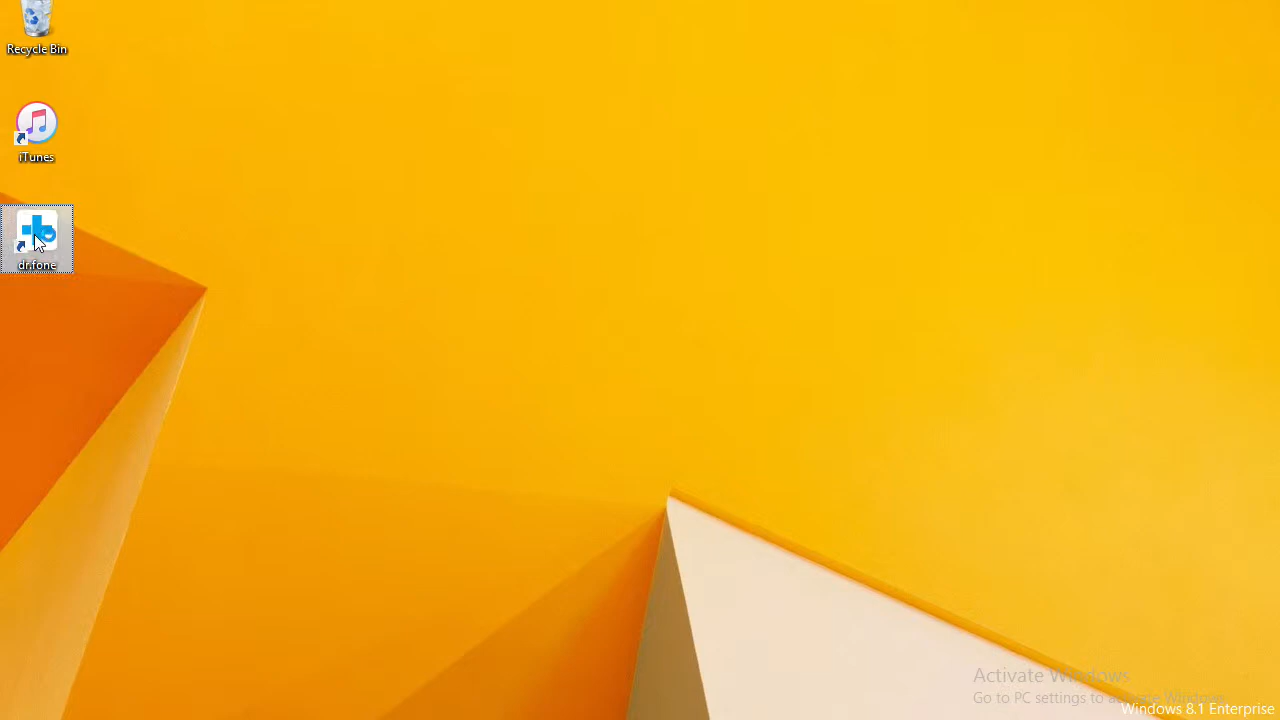 Recycle Bin
iTunes
dr.fone
Activate Windows
Go to PC settings to activate Windows.
Windows 8.1 Enterprise